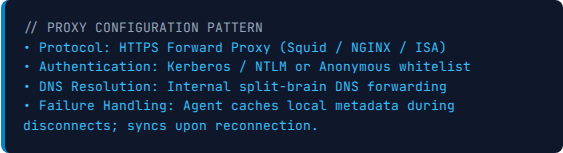 // PROXY CONFIGURATION PATTERN
• Protocol: HTTPS Forward Proxy (Squid / NGINX / ISA)
• Authentication: Kerberos / NTLM or Anonymous whitelist
• DNS Resolution: Internal split-brain DNS forwarding
• Failure Handling: Agent caches local metadata during
disconnects; syncs upon reconnection.